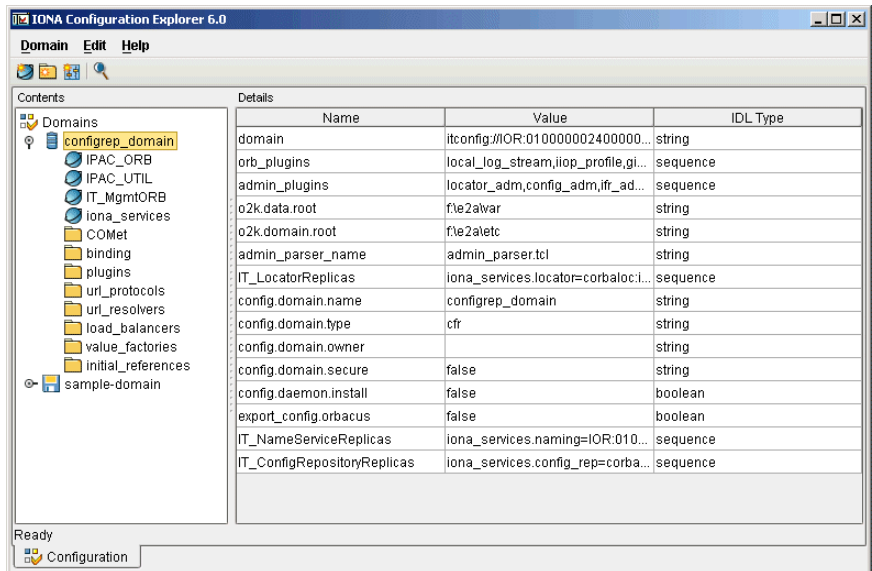 IONA Configuration Explorer 6.0
Domain Edit Help
Contents
Domains
configrep_domain
IPAC_ORB
IPAC_UTIL
IT_MgmtORB
iona_services
COMet
binding
plugins
url_protocols
url_resolvers
load_balancers
value_factories
initial_references
sample-domain
Details
Name Value IDL Type
domain itconfig://IOR:010000002400000... string
orb_plugins local_log_stream,iiop_profile,gi... sequence
admin_plugins locator_adm,config_adm,ifr_ad... sequence
o2k.data.root f:\e2a\var string
o2k.domain.root f:\e2a\etc string
admin_parser_name admin_parser.tcl string
IT_LocatorReplicas iona_services.locator=corbaloc:i... sequence
config.domain.name configrep_domain string
config.domain.type cfr string
config.domain.owner string
config.domain.secure false string
config.daemon.install false boolean
export_config.orbacus false boolean
IT_NameServiceReplicas iona_services.naming=IOR:010... sequence
IT_ConfigRepositoryReplicas iona_services.config_rep=corba... sequence
Ready
Configuration